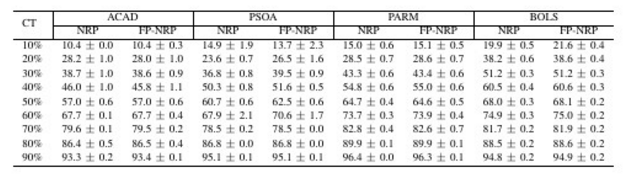 CT ACAD PSOA PARM BOLS
NRP FP-NRP NRP FP-NRP NRP FP-NRP NRP FP-NRP
10% 10.4 ± 0.0 10.4 ± 0.3 14.9 ± 1.9 13.7 ± 2.3 15.0 ± 0.6 15.1 ± 0.5 19.9 ± 0.5 21.6 ± 0.4
20% 28.2 ± 1.0 28.0 ± 1.0 23.6 ± 0.7 26.5 ± 1.6 28.5 ± 0.7 28.6 ± 0.7 38.2 ± 0.6 38.6 ± 0.4
30% 38.7 ± 1.0 38.6 ± 0.9 36.8 ± 0.8 39.5 ± 0.9 43.3 ± 0.6 43.4 ± 0.6 51.2 ± 0.3 51.2 ± 0.3
40% 46.0 ± 1.0 45.8 ± 1.1 50.3 ± 0.8 51.6 ± 0.5 54.8 ± 0.6 55.0 ± 0.6 60.5 ± 0.4 60.6 ± 0.3
50% 57.0 ± 0.6 57.0 ± 0.6 60.7 ± 0.6 62.5 ± 0.6 64.7 ± 0.4 64.6 ± 0.5 68.0 ± 0.3 68.1 ± 0.2
60% 67.7 ± 0.1 67.7 ± 0.4 67.9 ± 2.1 70.6 ± 1.7 73.7 ± 0.3 73.9 ± 0.4 74.9 ± 0.3 75.0 ± 0.2
70% 79.6 ± 0.1 79.5 ± 0.2 78.5 ± 0.2 78.5 ± 0.0 82.8 ± 0.4 82.6 ± 0.7 81.7 ± 0.2 81.9 ± 0.2
80% 86.4 ± 0.5 86.5 ± 0.4 86.8 ± 0.0 86.8 ± 0.0 89.9 ± 0.1 89.9 ± 0.1 88.5 ± 0.2 88.6 ± 0.2
90% 93.3 ± 0.2 93.4 ± 0.1 95.1 ± 0.1 95.1 ± 0.1 96.4 ± 0.0 96.3 ± 0.1 94.8 ± 0.2 94.9 ± 0.2